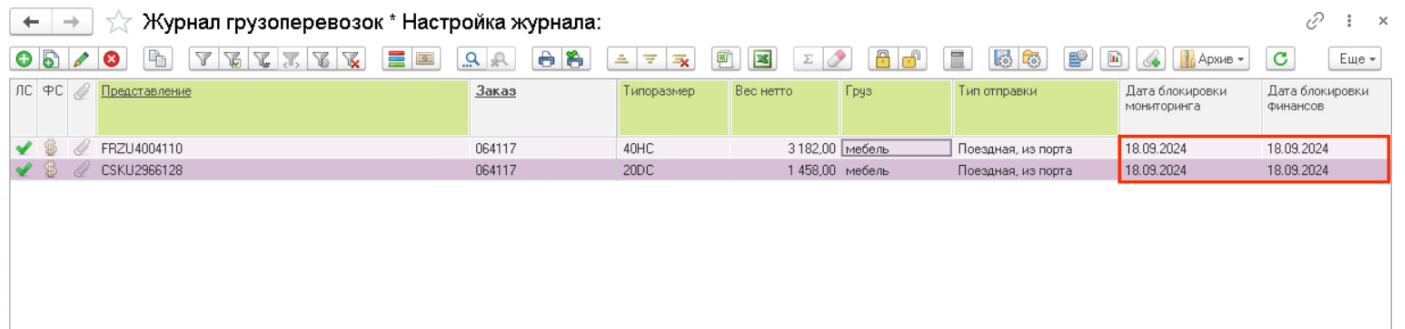 Журнал грузоперевозок * Настройка журнала:
Архив
Еще
ЛС ФС Представление Заказ Типоразмер Вес нетто Груз Тип отправки Дата блокировки мониторинга Дата блокировки финансов
FRZU4004110 064117 40HC 3 182,00 мебель Поездная, из порта 18.09.2024 18.09.2024
CSKU2966128 064117 20DC 1 458,00 мебель Поездная, из порта 18.09.2024 18.09.2024